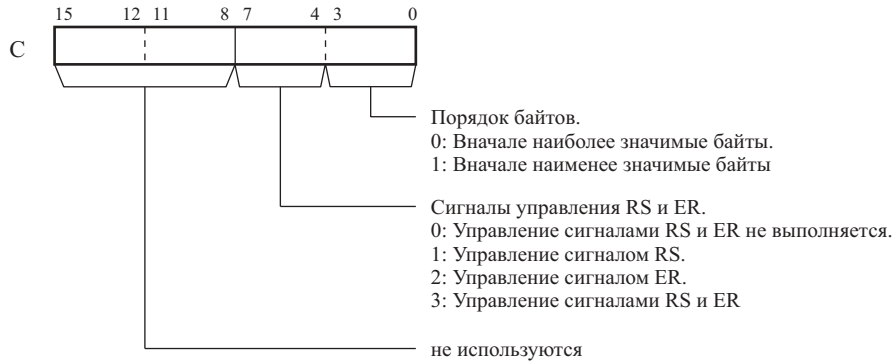 15 12 11 8 7 4 3 0
C
Порядок байтов.
0: Вначале наиболее значимые байты.
1: Вначале наименее значимые байты
Сигналы управления RS и ER.
0: Управление сигналами RS и ER не выполняется.
1: Управление сигналом RS.
2: Управление сигналом ER.
3: Управление сигналами RS и ER
не используются